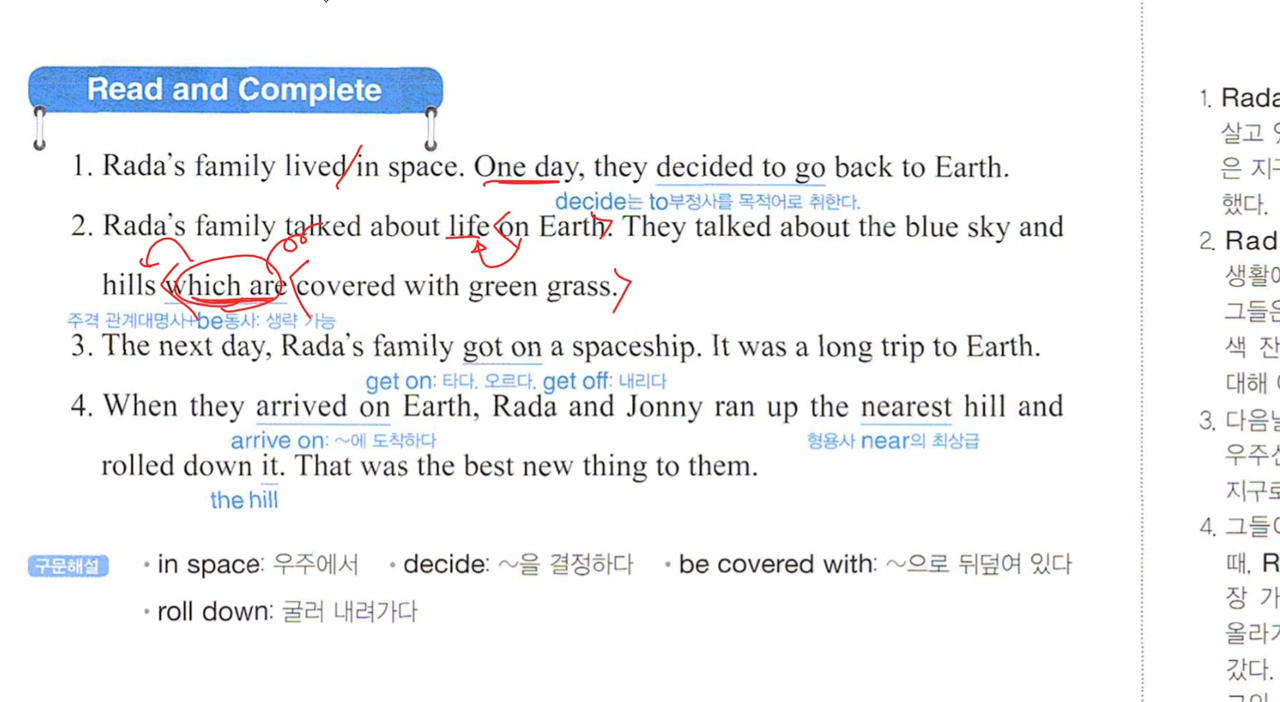 Read and Complete
1. Rada's family lived in space. One day, they decided to go back to Earth.
decide는 to부정사를 목적어로 취한다.
2. Rada's family talked about life on Earth. They talked about the blue sky and
hills which are covered with green grass.
주격 관계대명사+be동사: 생략 가능
3. The next day, Rada's family got on a spaceship. It was a long trip to Earth.
get on: 타다, 오르다, get off: 내리다
4. When they arrived on Earth, Rada and Jonny ran up the nearest hill and
arrive on: ~에 도착하다 형용사 near의 최상급
rolled down it. That was the best new thing to them.
the hill
구문해설 • in space: 우주에서 • decide: ~을 결정하다 • be covered with: ~으로 뒤덮여 있다
• roll down: 굴러 내려가다
1. Rada
살고
은 지구
했다.
2. Rad
생활
그들은
색 잔
대해
3. 다음날
우주선
지구로
4. 그들이
때, R
장 가
올라가
갔다.